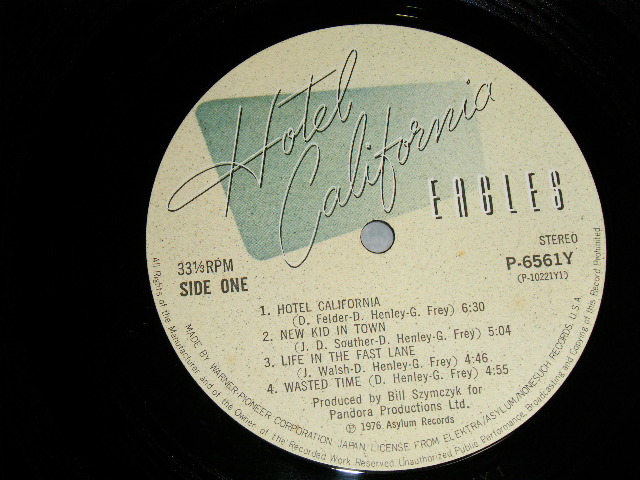 Hotel
California
EAGLES
STEREO
33⅓RPM
P-6561Y
SIDE ONE
(P-10221Y1)
1. HOTEL CALIFORNIA
(D. Felder-D. Henley-G. Frey) 6:30
2. NEW KID IN TOWN
(J. D. Souther-D. Henley-G. Frey) 5:04
3. LIFE IN THE FAST LANE
(J. Walsh-D. Henley-G. Frey) 4:46
4. WASTED TIME (D. Henley-G. Frey) 4:55
Produced by Bill Szymczyk for
Pandora Productions Ltd.
℗ 1976 Asylum Records
MADE BY WARNER-PIONEER CORPORATION, JAPAN, LICENSE FROM ELEKTRA/ASYLUM/NONESUCH RECORDS, U.S.A.
All Rights of the Manufacturer and of the Owner of the Recorded Work Reserved. Unauthorized Public Performance, Broadcasting and Copying of this Record Prohibited.